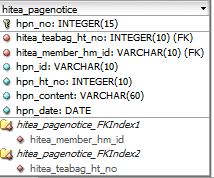 hitea_pagenotice
hpn_no: INTEGER(15)
hitea_teabag_ht_no: INTEGER(10) (FK)
hitea_member_hm_id: VARCHAR(10) (FK)
hpn_id: VARCHAR(10)
hpn_ht_no: INTEGER(10)
hpn_content: VARCHAR(60)
hpn_date: DATE
hitea_pagenotice_FKIndex1
hitea_member_hm_id
hitea_pagenotice_FKIndex2
hitea_teabag_ht_no